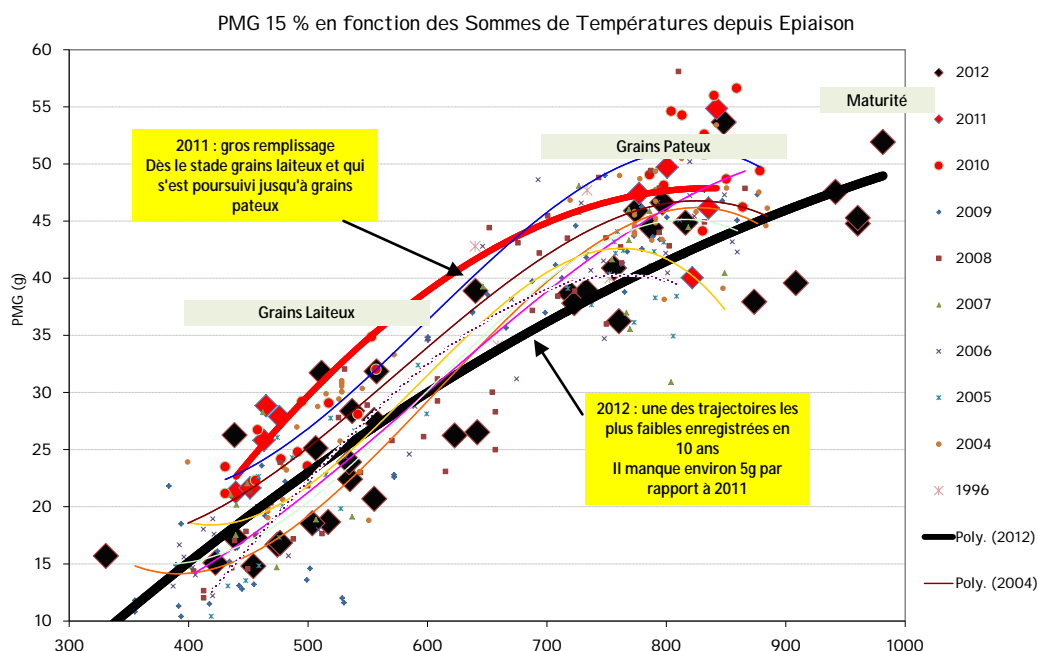 PMG 15 % en fonction des Sommes de Températures depuis Epiaison
60
55
50
45
40
35
30
25
20
15
10
PMG (g)
300
400
500
600
700
800
900
1000
2011 : gros remplissage
Dès le stade grains laiteux et qui
s'est poursuivi jusqu'à grains
pateux
Grains Laiteux
Grains Pateux
Maturité
2012 : une des trajectoires les
plus faibles enregistrées en
10 ans
Il manque environ 5g par
rapport à 2011
2012
2011
2010
2009
2008
2007
2006
2005
2004
1996
Poly. (2012)
Poly. (2004)